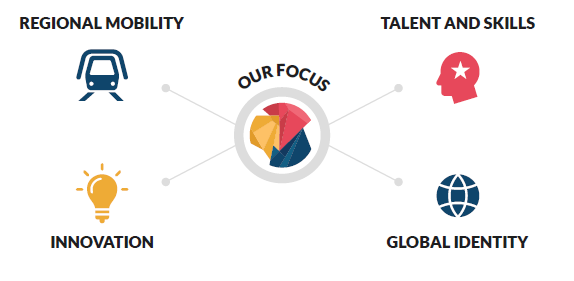 REGIONAL MOBILITY
TALENT AND SKILLS
OUR FOCUS
INNOVATION
GLOBAL IDENTITY